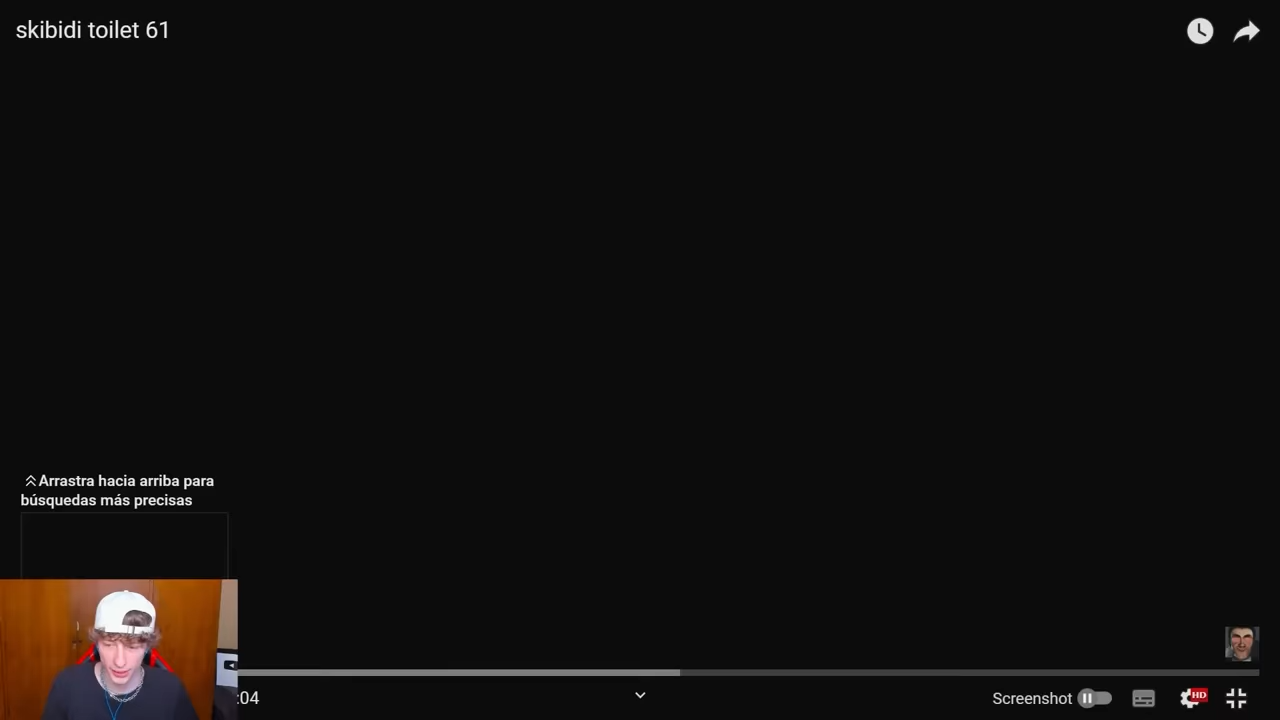 skibidi toilet 61
Arrastra hacia arriba para
búsquedas más precisas
:04
Screenshot
HD